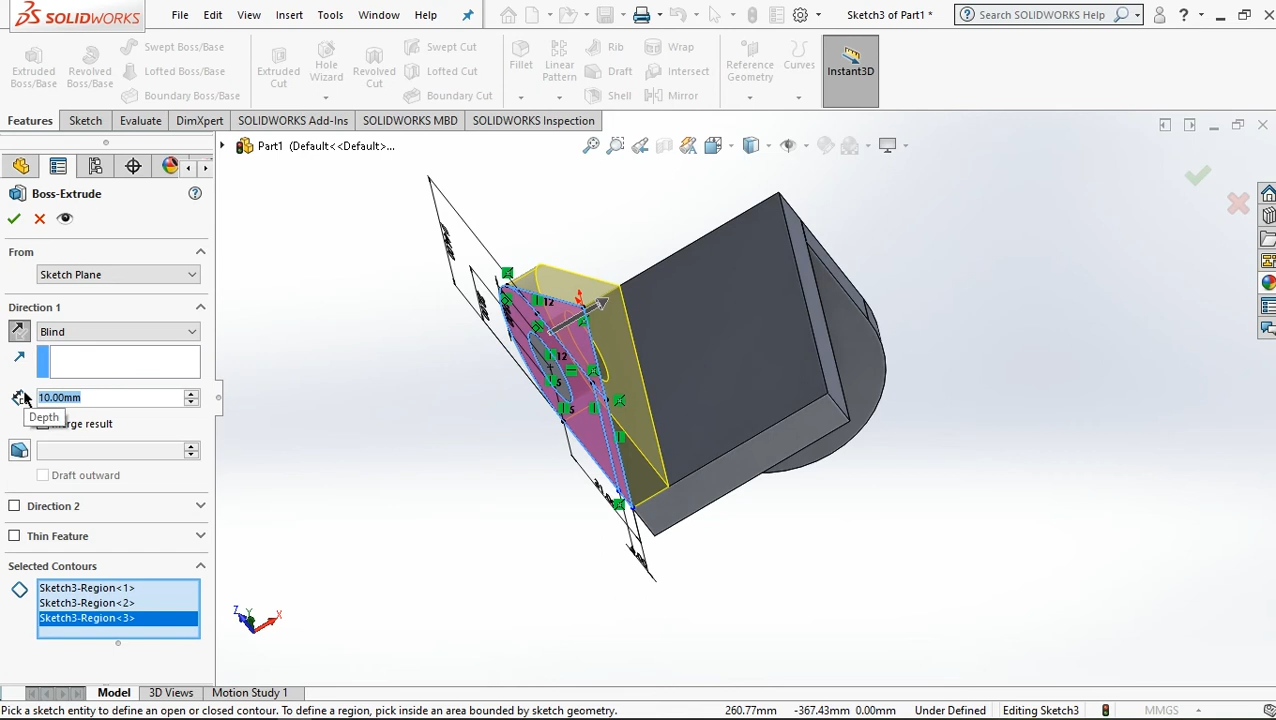 SOLIDWORKS
File Edit View Insert Tools Window Help
Sketch3 of Part1 *
Search SOLIDWORKS Help
?
Extruded Boss/Base
Revolved Boss/Base
Swept Boss/Base
Lofted Boss/Base
Boundary Boss/Base
Extruded Cut
Hole Wizard
Revolved Cut
Swept Cut
Lofted Cut
Boundary Cut
Fillet
Linear Pattern
Rib
Draft
Shell
Wrap
Intersect
Mirror
Reference Geometry
Curves
Instant3D
Features Sketch Evaluate DimXpert SOLIDWORKS Add-Ins SOLIDWORKS MBD SOLIDWORKS Inspection
Part1 (Default<<Default>...
Boss-Extrude
From
Sketch Plane
Direction 1
Blind
10.00mm
Depth
result
Draft outward
Direction 2
Thin Feature
Selected Contours
Sketch3-Region<1>
Sketch3-Region<2>
Sketch3-Region<3>
12
12
5
5
Z Y X
Model 3D Views Motion Study 1
Pick a sketch entity to define an open or closed contour. To define a region, pick inside an area bounded by sketch geometry.
260.77mm -367.43mm 0.00mm Under Defined Editing Sketch3 MMGS